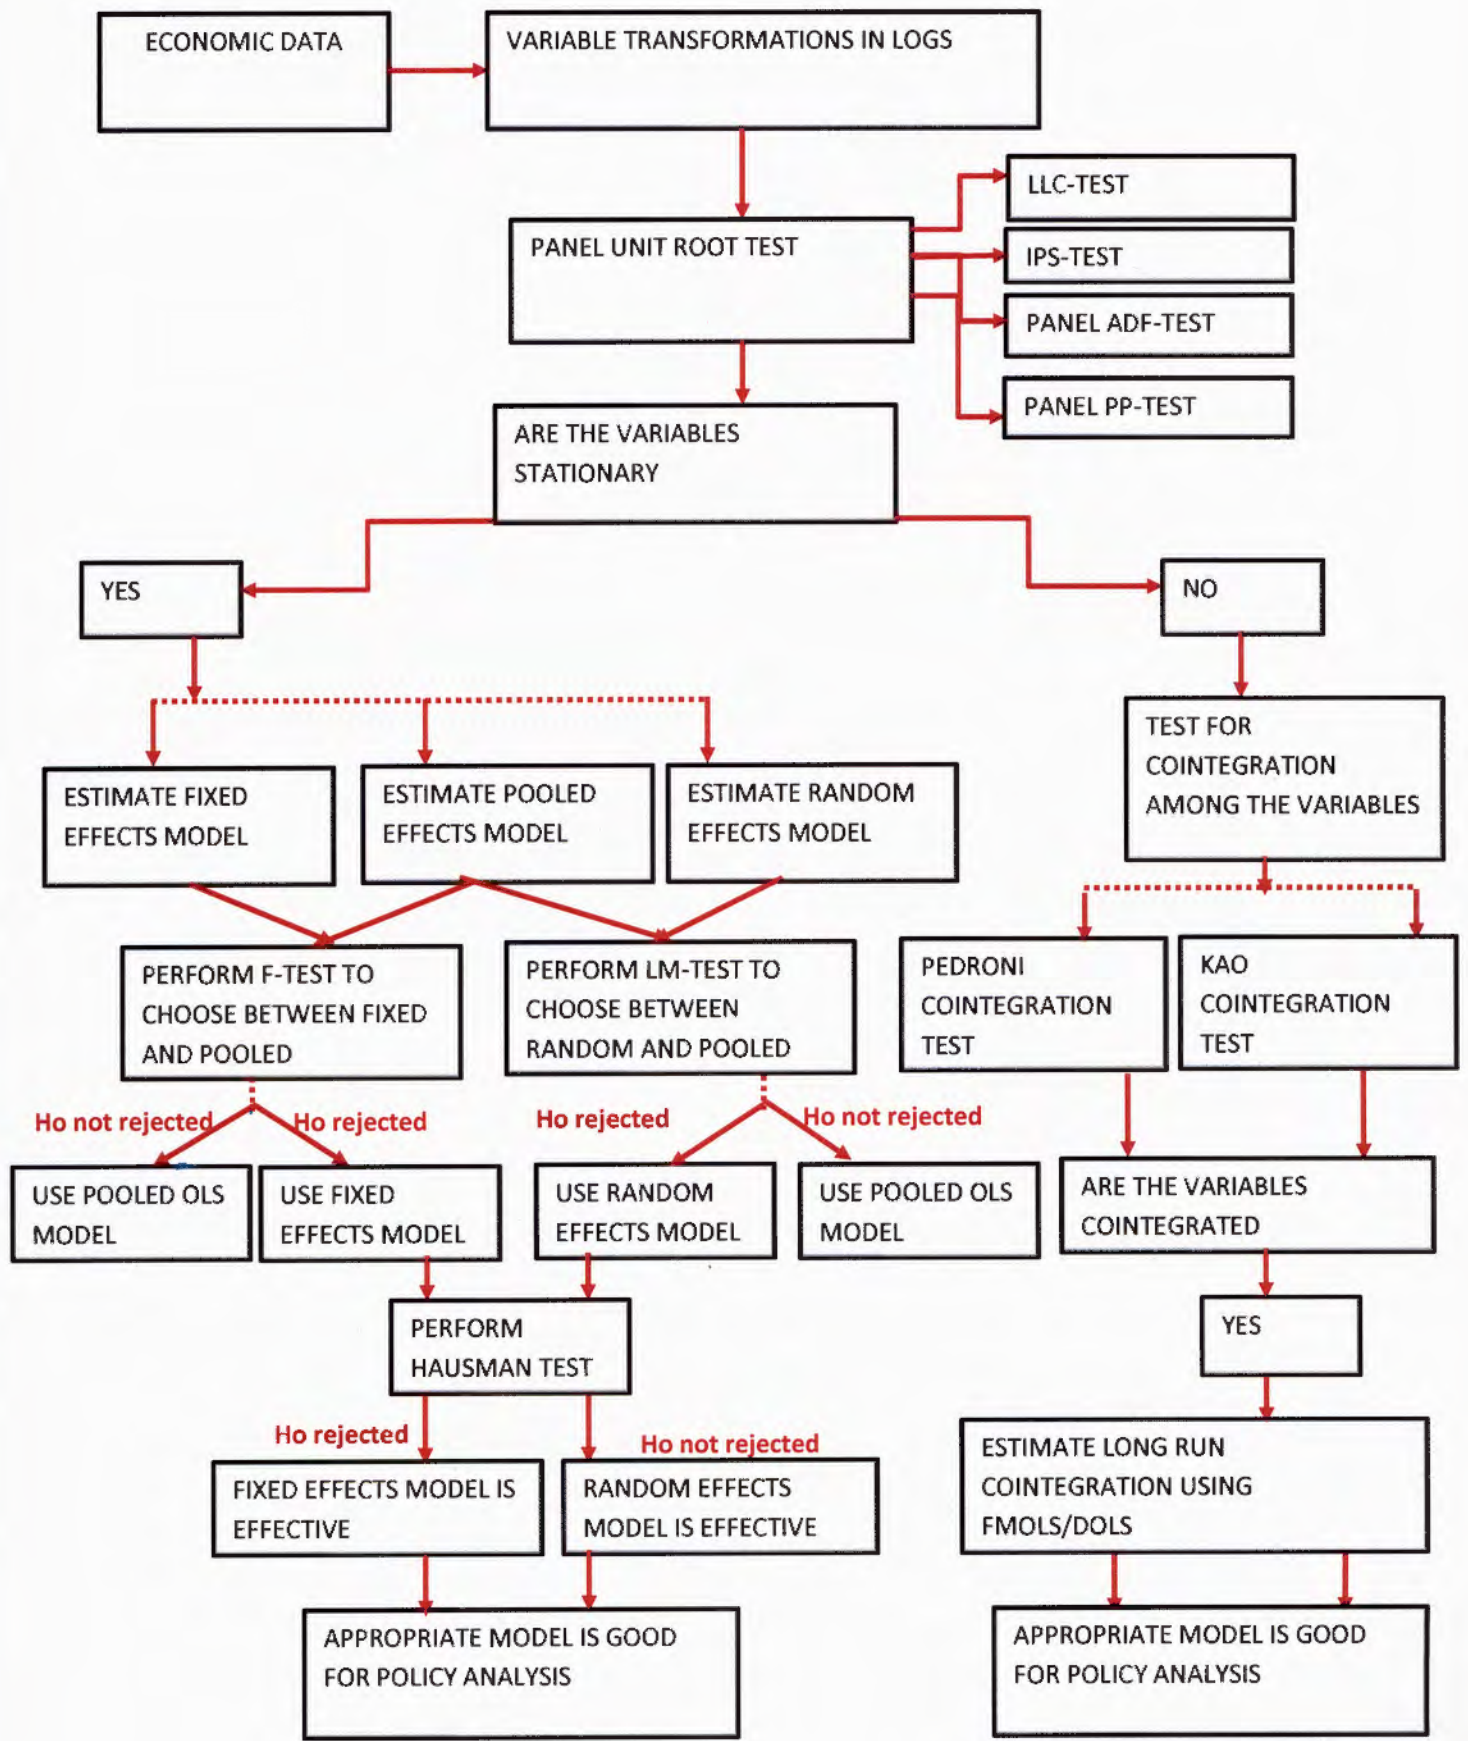 ECONOMIC DATA
VARIABLE TRANSFORMATIONS IN LOGS
LLC-TEST
PANEL UNIT ROOT TEST
IPS-TEST
PANEL ADF-TEST
PANEL PP-TEST
ARE THE VARIABLES
STATIONARY
YES
NO
ESTIMATE FIXED
EFFECTS MODEL
ESTIMATE POOLED
EFFECTS MODEL
ESTIMATE RANDOM
EFFECTS MODEL
TEST FOR
COINTEGRATION
AMONG THE VARIABLES
PERFORM F-TEST TO
CHOOSE BETWEEN FIXED
AND POOLED
PERFORM LM-TEST TO
CHOOSE BETWEEN
RANDOM AND POOLED
PEDRONI
COINTEGRATION
TEST
KAO
COINTEGRATION
TEST
Ho not rejected
Ho rejected
Ho rejected
Ho not rejected
USE POOLED OLS
MODEL
USE FIXED
EFFECTS MODEL
USE RANDOM
EFFECTS MODEL
USE POOLED OLS
MODEL
ARE THE VARIABLES
COINTEGRATED
PERFORM
HAUSMAN TEST
YES
Ho rejected
Ho not rejected
FIXED EFFECTS MODEL IS
EFFECTIVE
RANDOM EFFECTS
MODEL IS EFFECTIVE
ESTIMATE LONG RUN
COINTEGRATION USING
FMOLS/DOLS
APPROPRIATE MODEL IS GOOD
FOR POLICY ANALYSIS
APPROPRIATE MODEL IS GOOD
FOR POLICY ANALYSIS